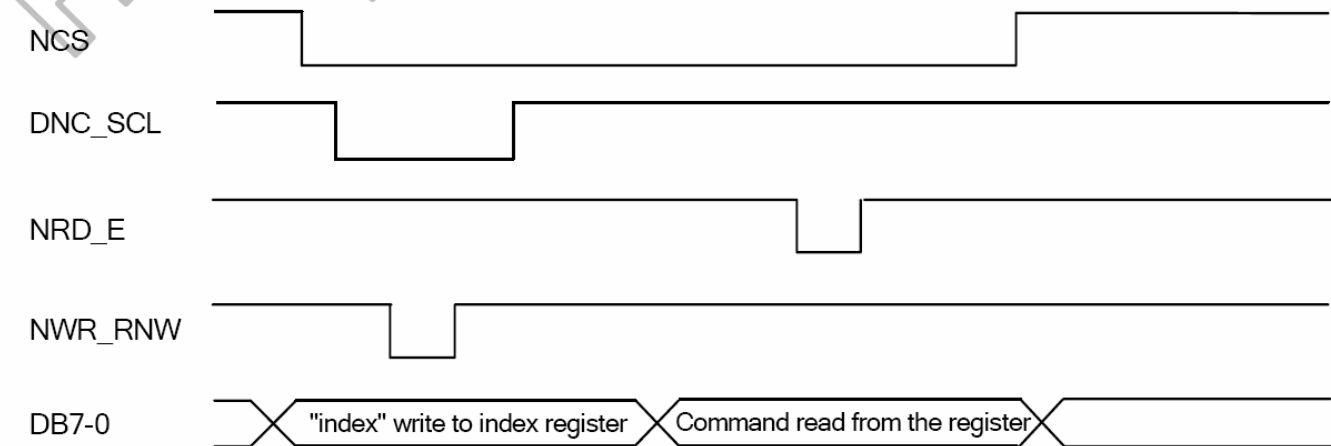 NCS
DNC_SCL
NRD_E
NWR_RNW
DB7-0 "index" write to index register Command read from the register